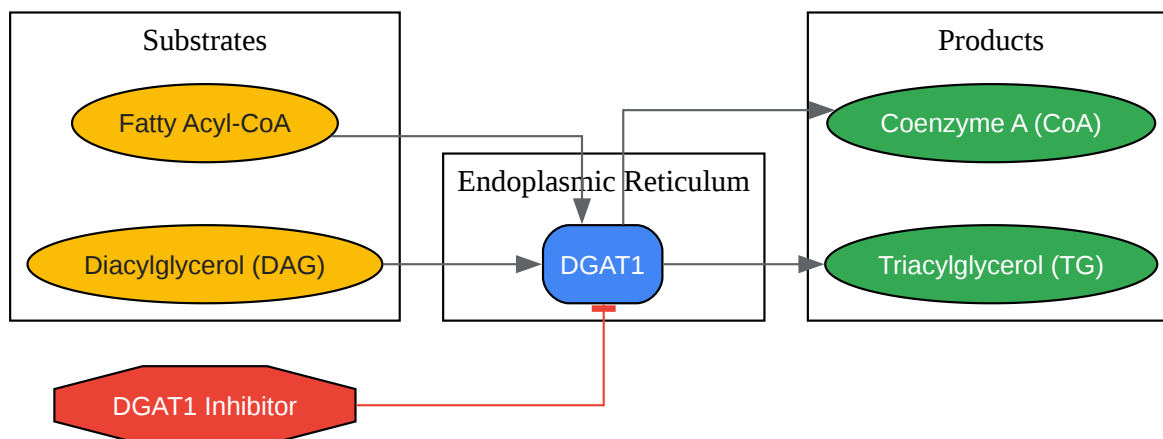 Substrates
Products
Fatty Acyl-CoA
Coenzyme A (CoA)
Endoplasmic Reticulum
Diacylglycerol (DAG)
DGAT1
Triacylglycerol (TG)
DGAT1 Inhibitor